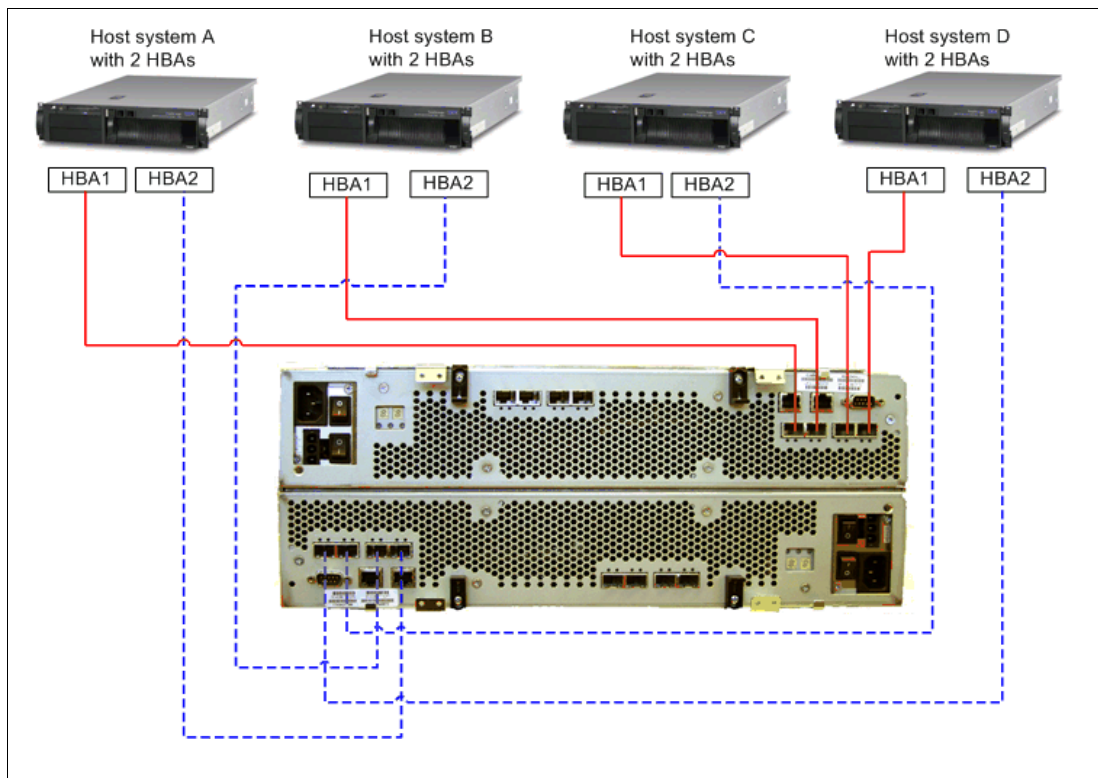 Host system A
with 2 HBAs
Host system B
with 2 HBAs
Host system C
with 2 HBAs
Host system D
with 2 HBAs
HBA1
HBA2
HBA1
HBA2
HBA1
HBA2
HBA1
HBA2